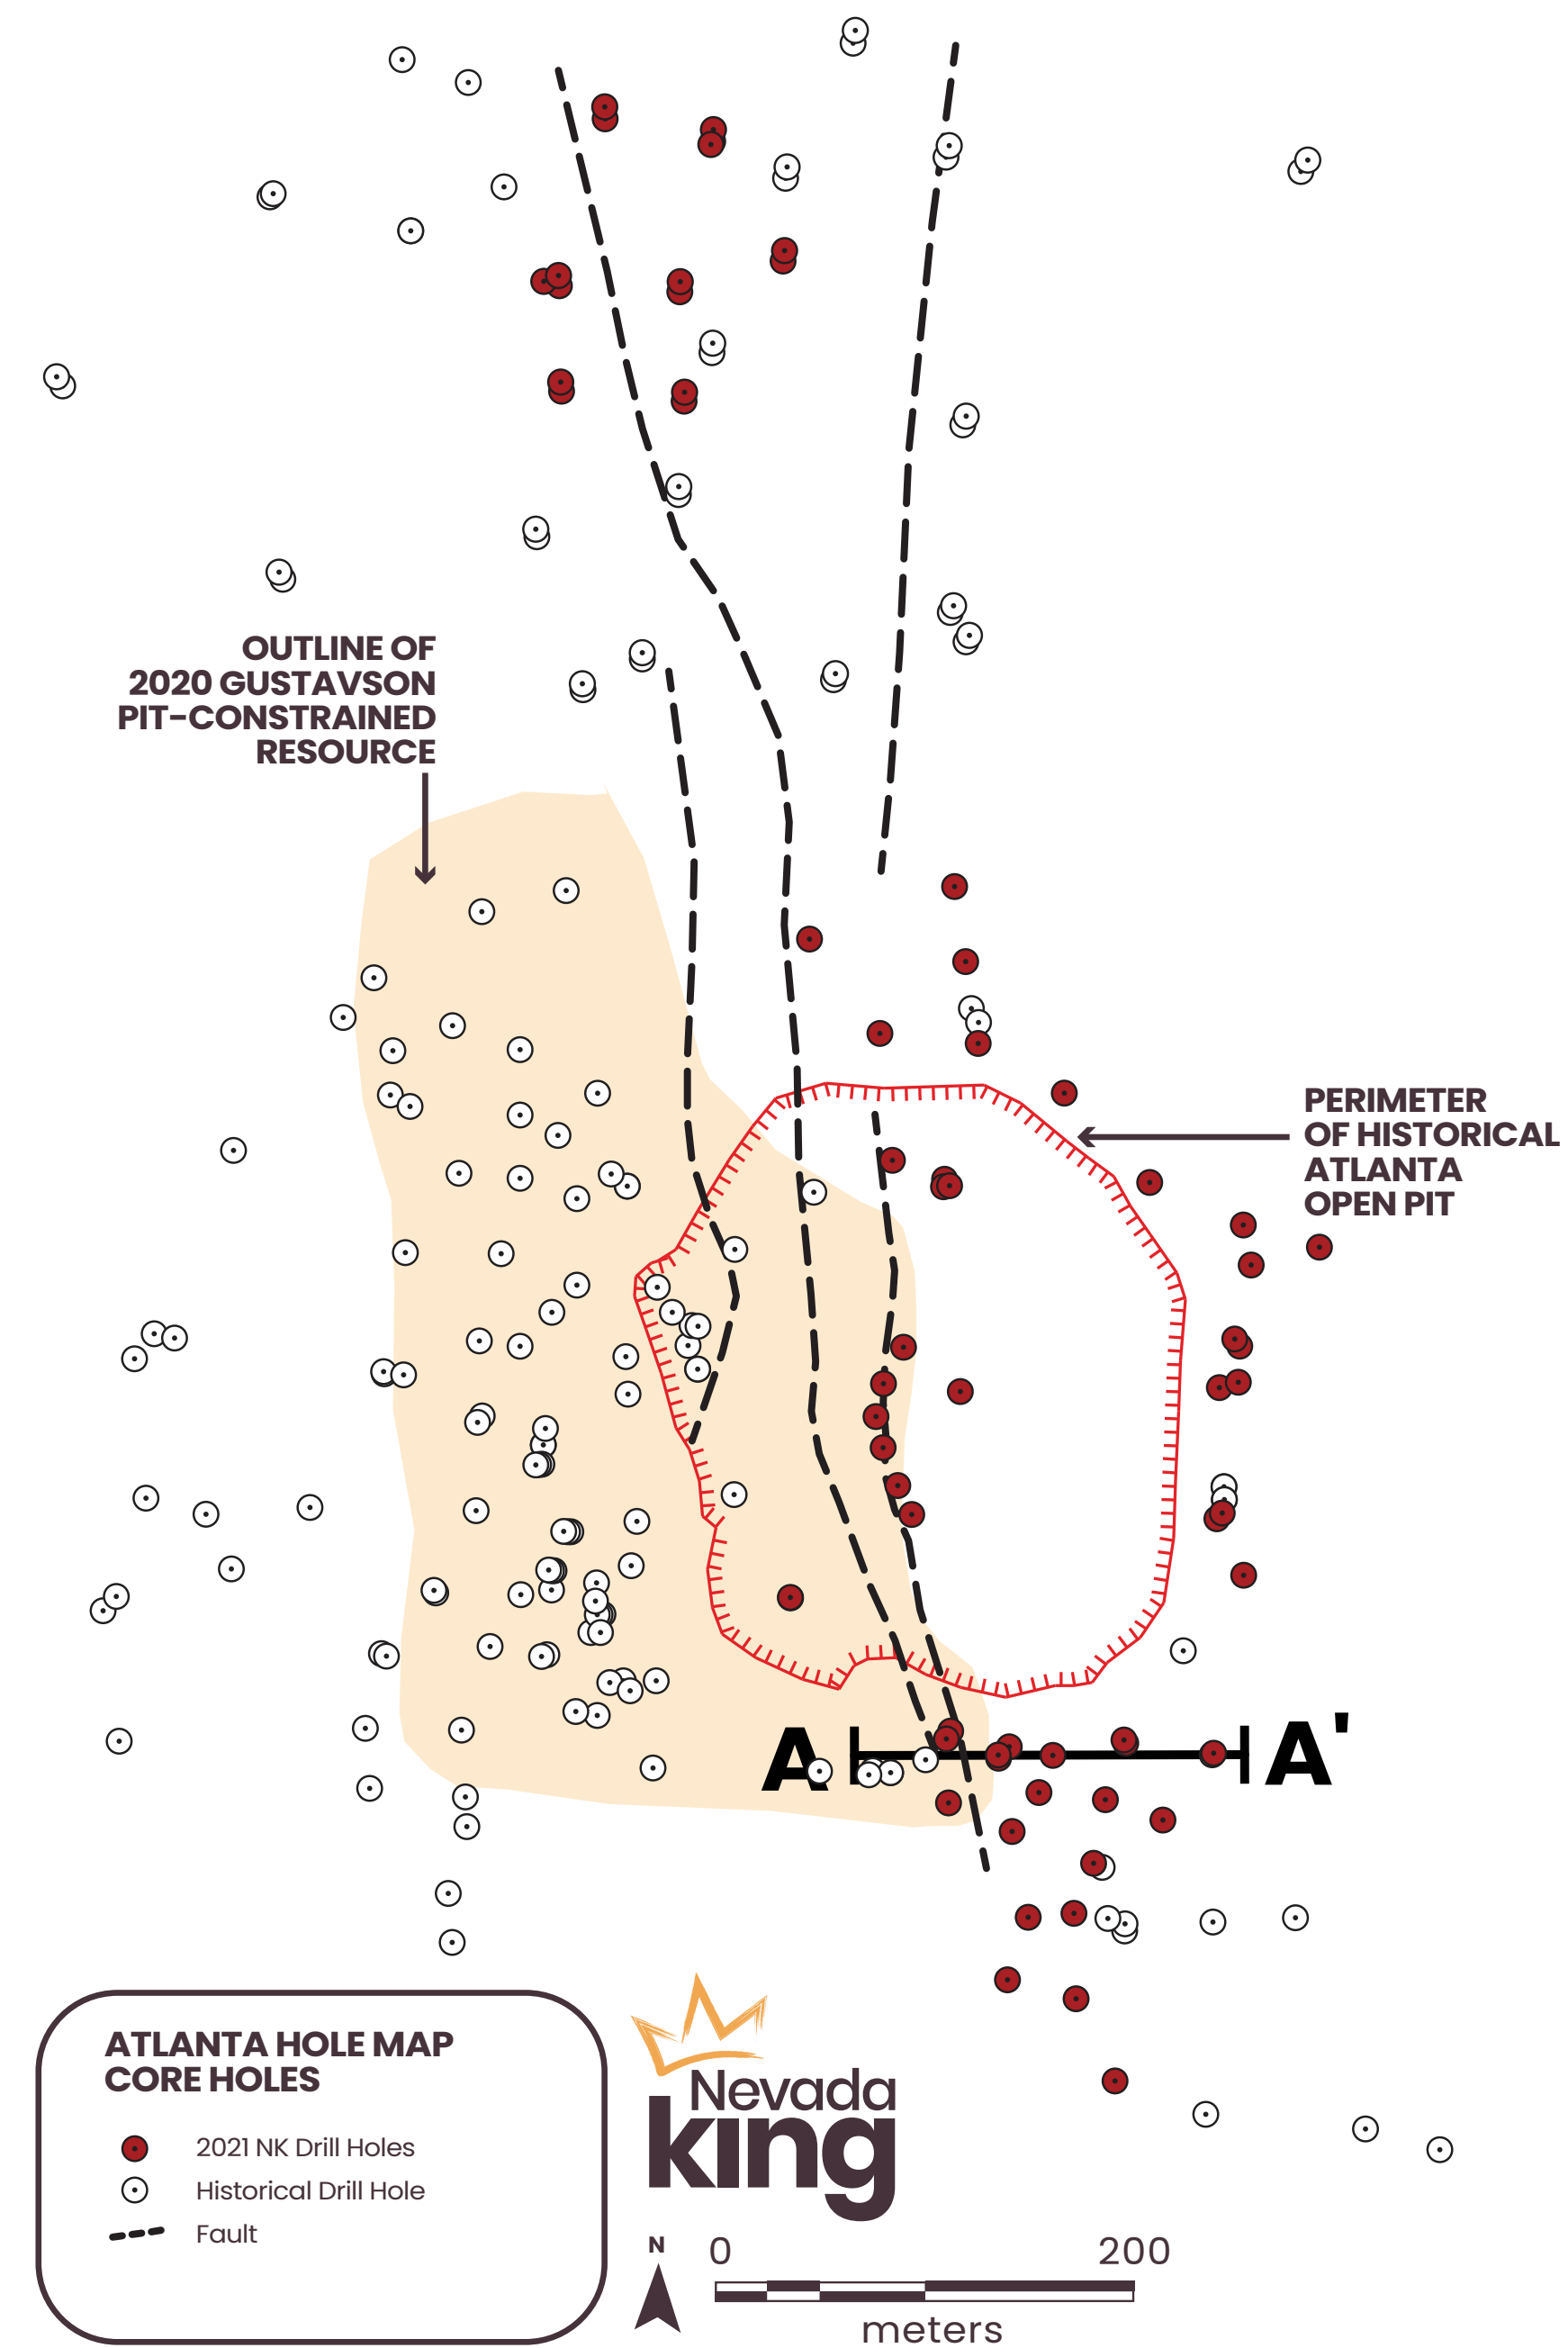 OUTLINE OF
2020 GUSTAVSON
PIT-CONSTRAINED
RESOURCE
PERIMETER
OF HISTORICAL
ATLANTA
OPEN PIT
A
A'
ATLANTA HOLE MAP
CORE HOLES
2021 NK Drill Holes
Historical Drill Hole
Fault
Nevada
king
N
0
200
meters